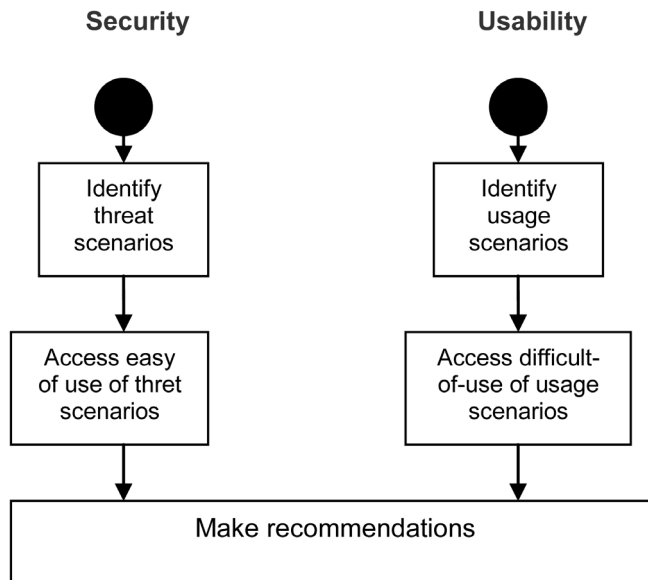 Security
Usability
Identify
threat
scenarios
Identify
usage
scenarios
Access easy
of use of thret
scenarios
Access difficult-
of-use of usage
scenarios
Make recommendations